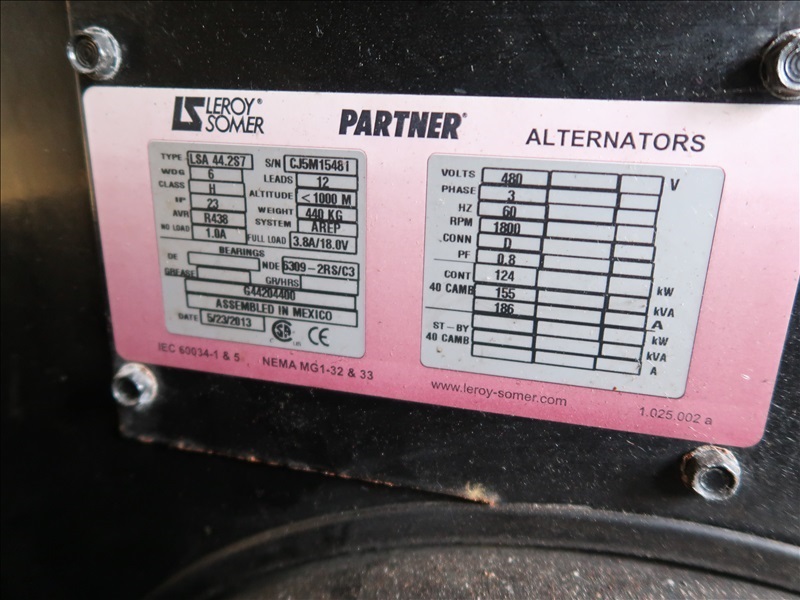 LS LEROY®
SOMER
PARTNER®
ALTERNATORS
TYPE LSA 44.2S7 S/N CJ5M15481
WDG 6 LEADS 12
CLASS H ALTITUDE < 1000 M
IP 23 WEIGHT 440 KG
AVR R438 SYSTEM AREP
NO LOAD 1.0A FULL LOAD 3.8A/18.0V
BEARINGS
DE NDE 6309-2RS/C3
GREASE GR/HRS
G44204400
ASSEMBLED IN MEXICO
DATE 5/23/2013 CSA CE
IEC 60034-1 & 5 NEMA MG1-32 & 33
VOLTS 480 V
PHASE 3
HZ 60
RPM 1800
CONN D
PF 0.8
CONT 124 kW
40 CAMB 155 kVA
186 A
ST-BY kW
40 CAMB kVA
A
www.leroy-somer.com
1.025.002 a